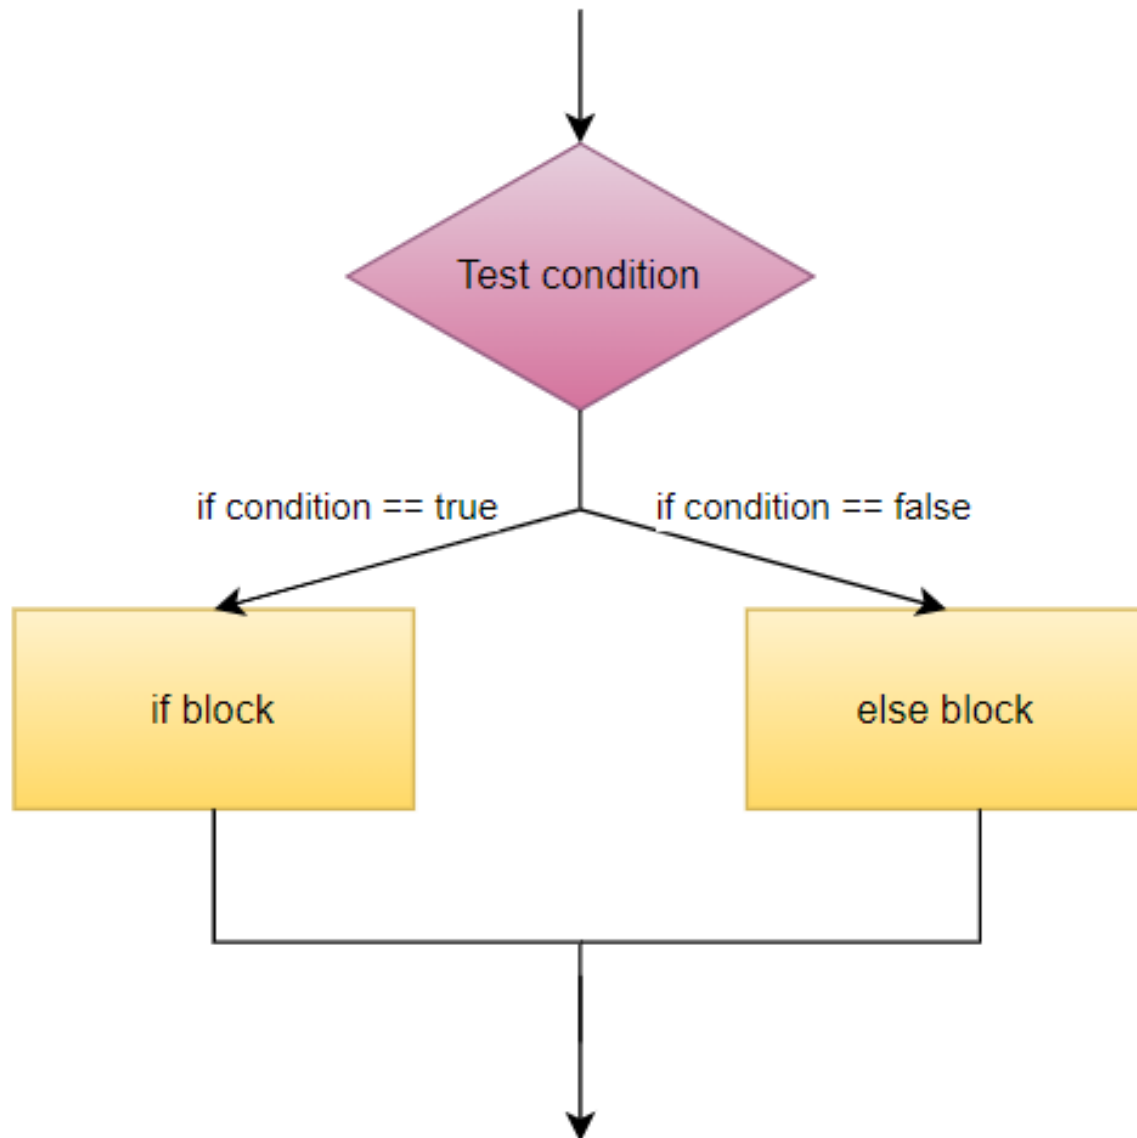 Test condition
if condition == true
if condition == false
if block
else block